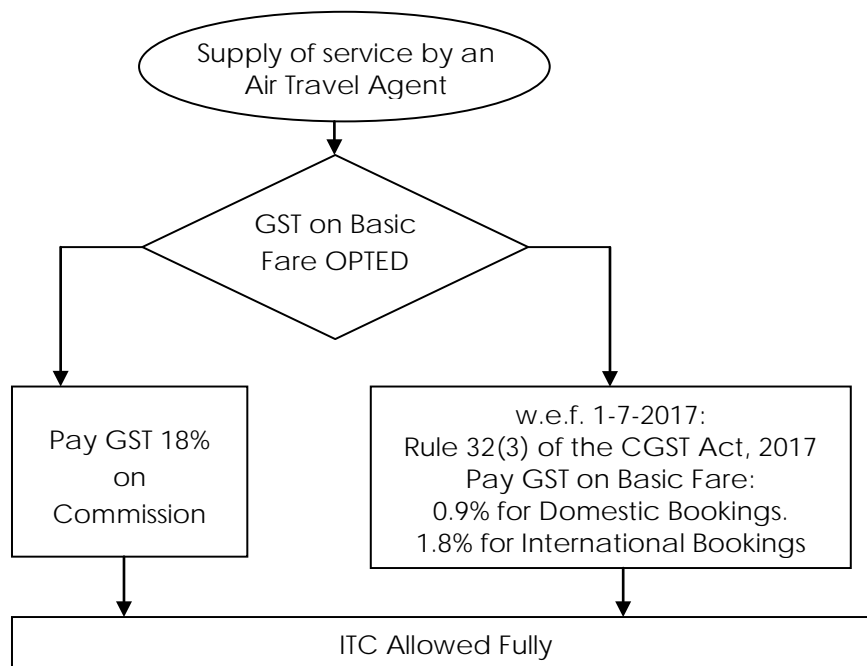 Supply of service by an
Air Travel Agent
GST on Basic
Fare OPTED
Pay GST 18%
on
Commission
w.e.f. 1-7-2017:
Rule 32(3) of the CGST Act, 2017
Pay GST on Basic Fare:
0.9% for Domestic Bookings.
1.8% for International Bookings
ITC Allowed Fully